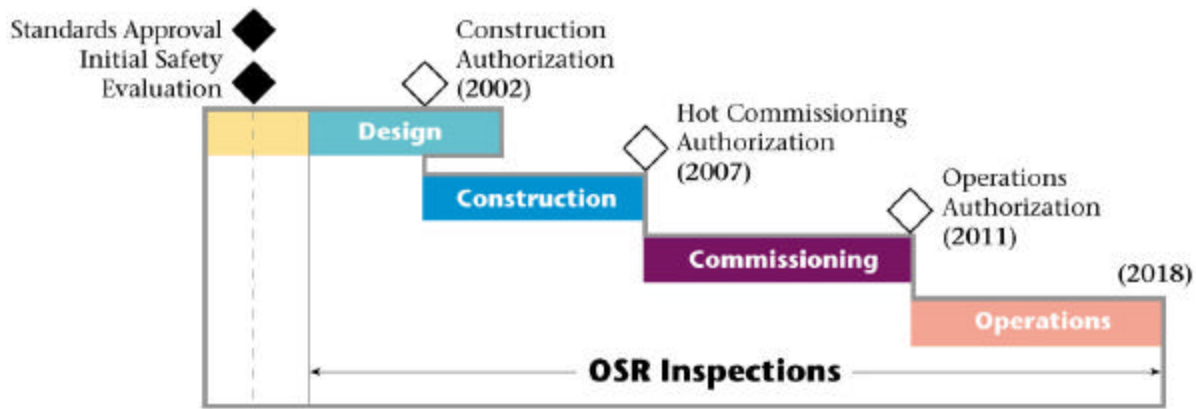 Standards Approval
Initial Safety
Evaluation
Construction
Authorization
(2002)
Design
Hot Commissioning
Authorization
(2007)
Construction
Operations
Authorization
(2011)
Commissioning
(2018)
Operations
OSR Inspections